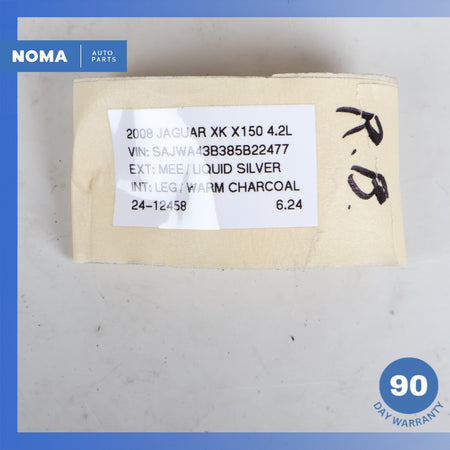 NOMA AUTO
PARTS
2008 JAGUAR XK X150 4.2L
VIN: SAJWA43B385B22477
EXT: MEE / LIQUID SILVER
INT: LEG / WARM CHARCOAL
24-12458 6.24
R.B.
90
DAY WARRANTY